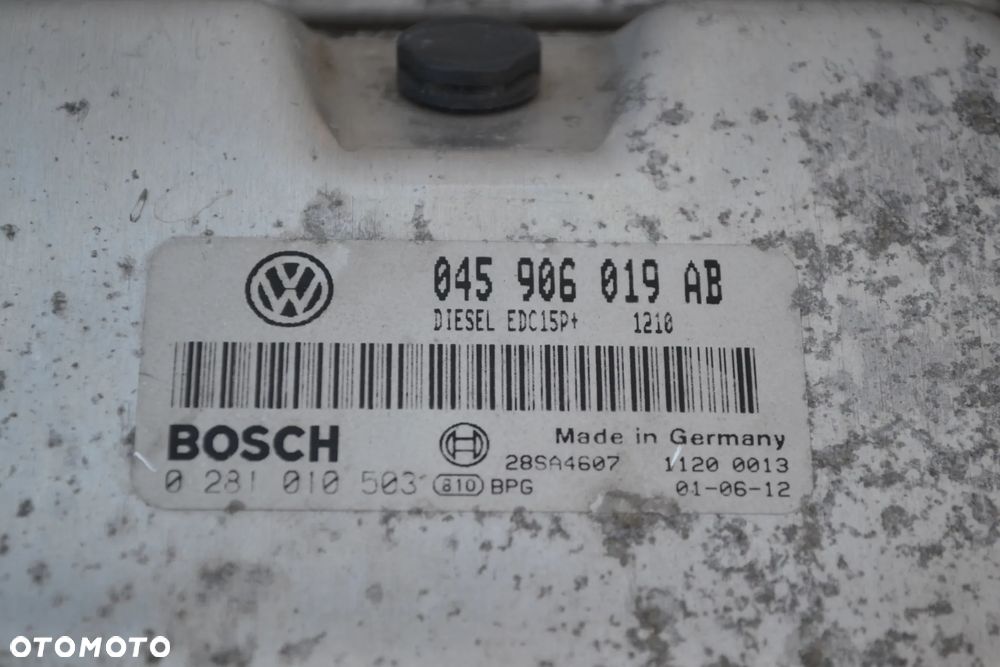 045 906 019 AB
DIESEL EDC15P+ 1210
BOSCH
Made in Germany
28SA4607 1120 0013
0 281 010 503 810 BPG 01-06-12
OTOMOTO